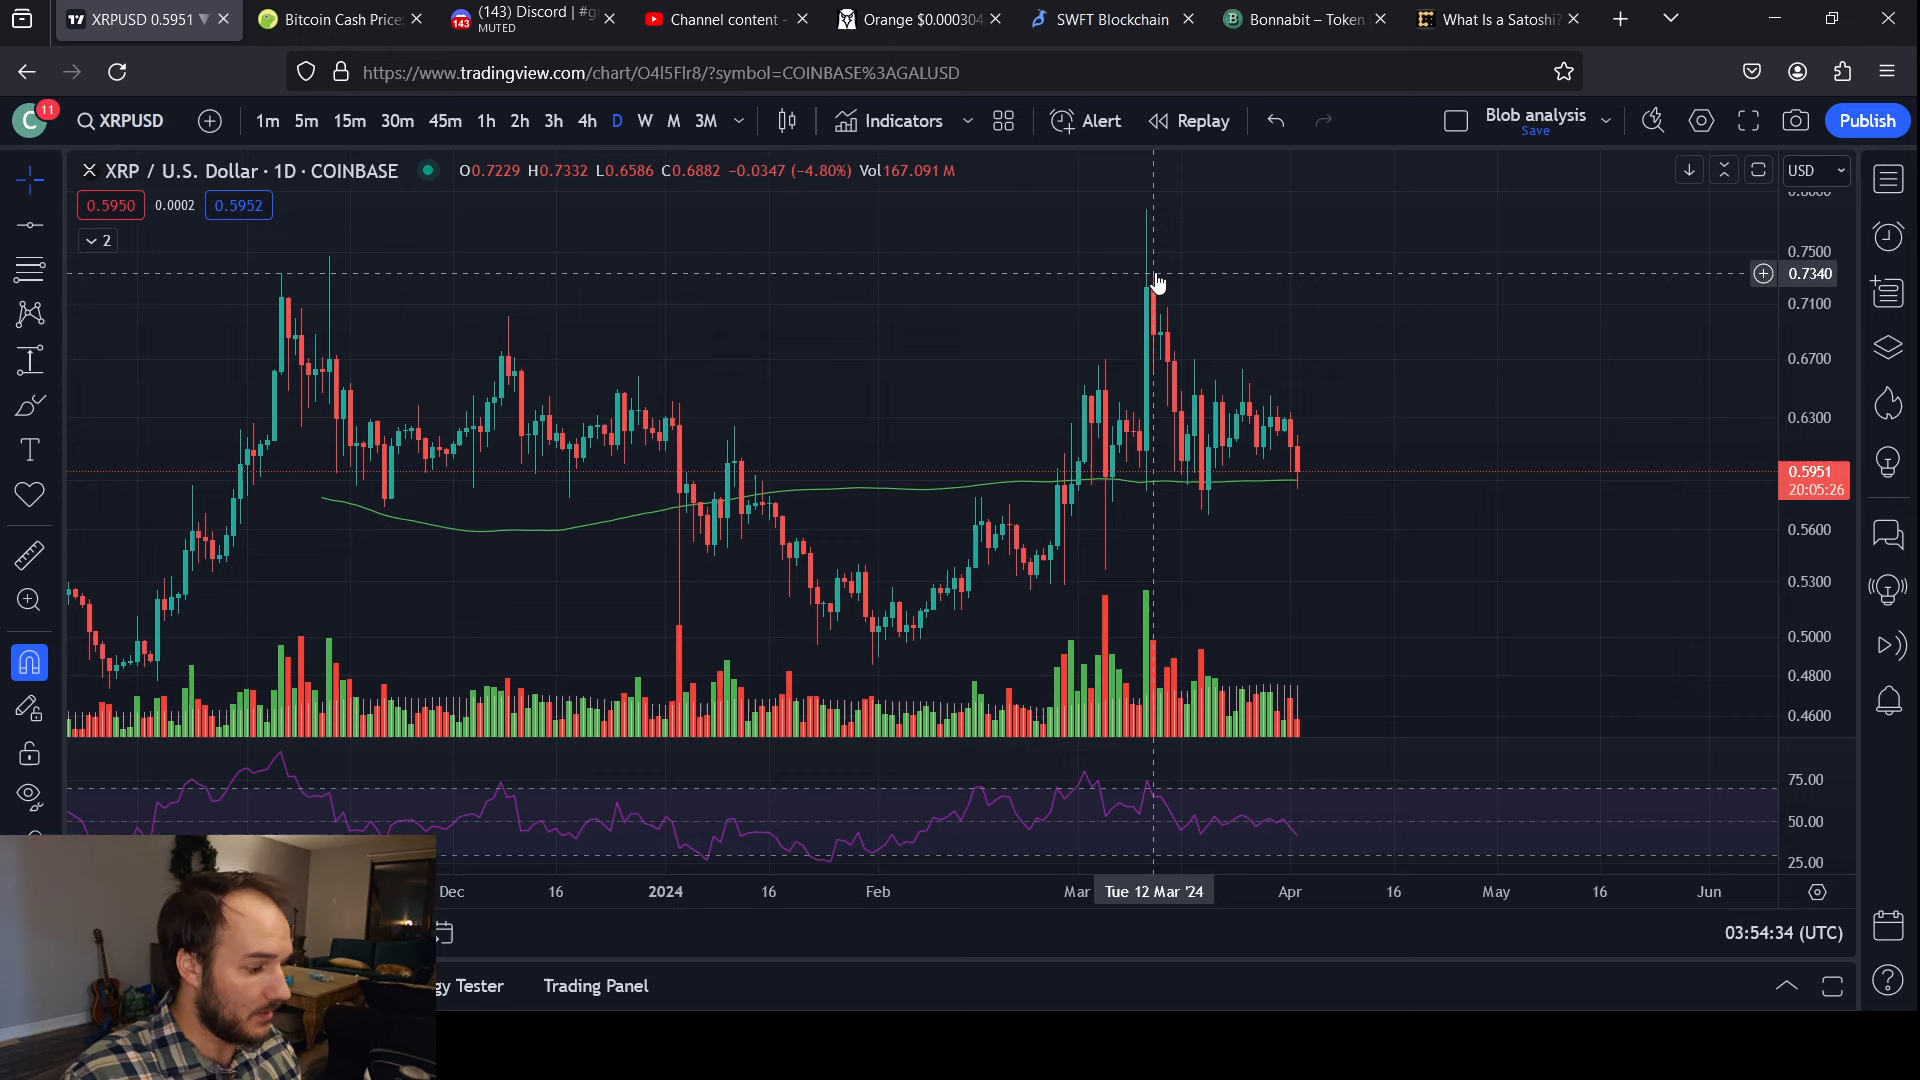 XRPUSD 0.5951
Bitcoin Cash Price:
143
(143) Discord | #g
MUTED
Channel content -
Orange $0.000304
SWFT Blockchain
Bonnabit – Token
What Is a Satoshi?
https://www.tradingview.com/chart/O4l5Flr8/?symbol=COINBASE%3AGALUSD
C
11
XRPUSD
1m 5m 15m 30m 45m 1h 2h 3h 4h D W M 3M
Indicators
Alert
Replay
Blob analysis
Save
Publish
XRP / U.S. Dollar · 1D · COINBASE
O0.7229 H0.7332 L0.6586 C0.6882 −0.0347 (−4.80%) Vol167.091 M
USD
0.5950 0.0002 0.5952
2
0.7500
0.7340
0.7100
0.6700
0.6300
0.5951
20:05:26
0.5600
0.5300
0.5000
0.4800
0.4600
75.00
50.00
25.00
Dec 16 2024 16 Feb Mar Tue 12 Mar '24 Apr 16 May 16 Jun
03:54:34 (UTC)
gy Tester Trading Panel